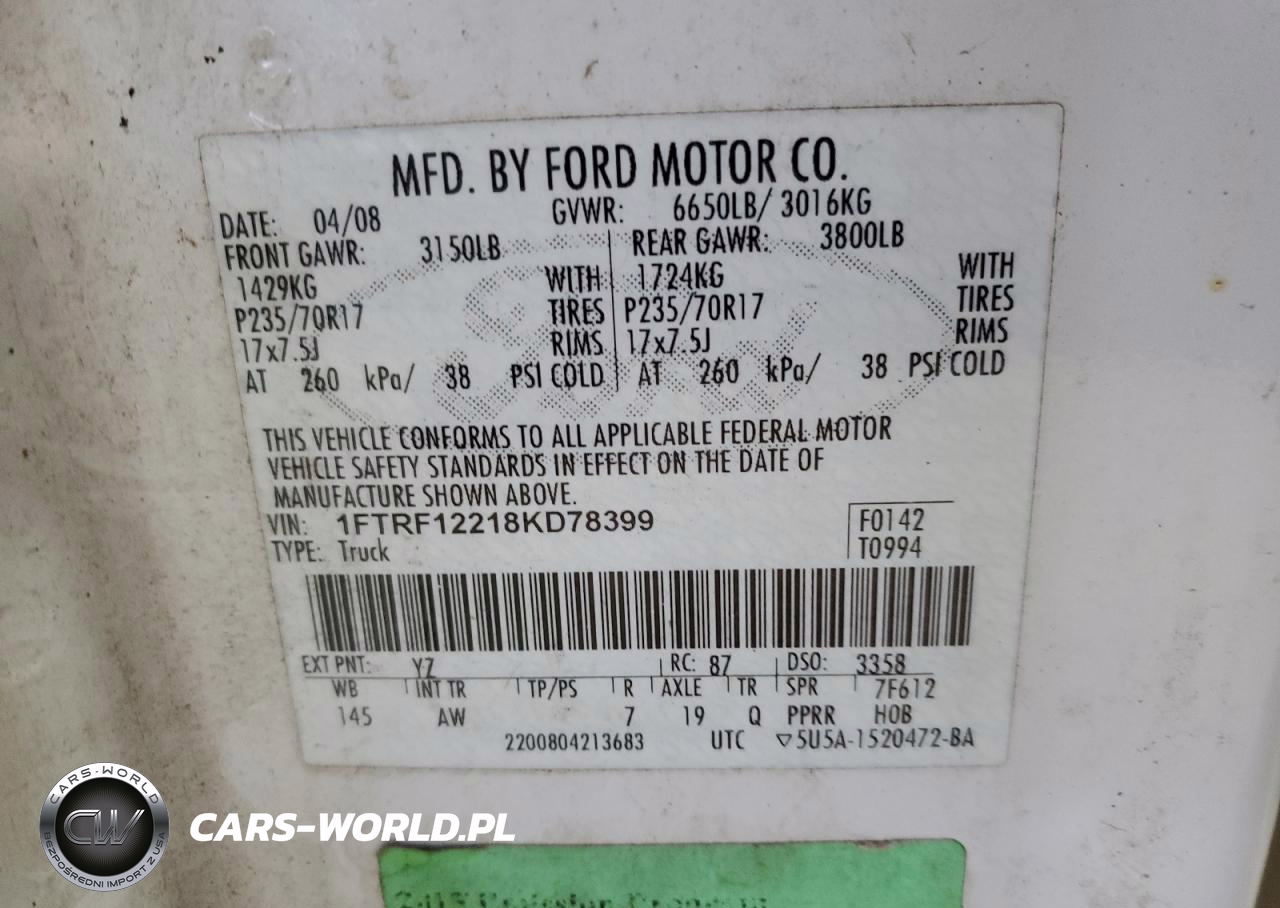 MFD. BY FORD MOTOR CO.
DATE: 04/08 GVWR: 6650LB/ 3016KG
FRONT GAWR: 3150LB REAR GAWR: 3800LB
1429KG WITH 1724KG WITH
P235/70R17 TIRES P235/70R17 TIRES
17x7.5J RIMS 17x7.5J RIMS
AT 260 kPa/ 38 PSI COLD AT 260 kPa/ 38 PSI COLD
THIS VEHICLE CONFORMS TO ALL APPLICABLE FEDERAL MOTOR
VEHICLE SAFETY STANDARDS IN EFFECT ON THE DATE OF
MANUFACTURE SHOWN ABOVE.
VIN: 1FTRF12218KD78399 F0142
TYPE: Truck T0994
EXT PNT: YZ RC: 87 DSO: 3358
WB INT TR TP/PS R AXLE TR SPR 7F612
145 AW 7 19 Q PPRR HOB
2200804213683 UTC ▽5U5A-1520472-BA
CARS-WORLD
CW
BEZPOŚREDNI IMPORT Z USA
CARS-WORLD.PL